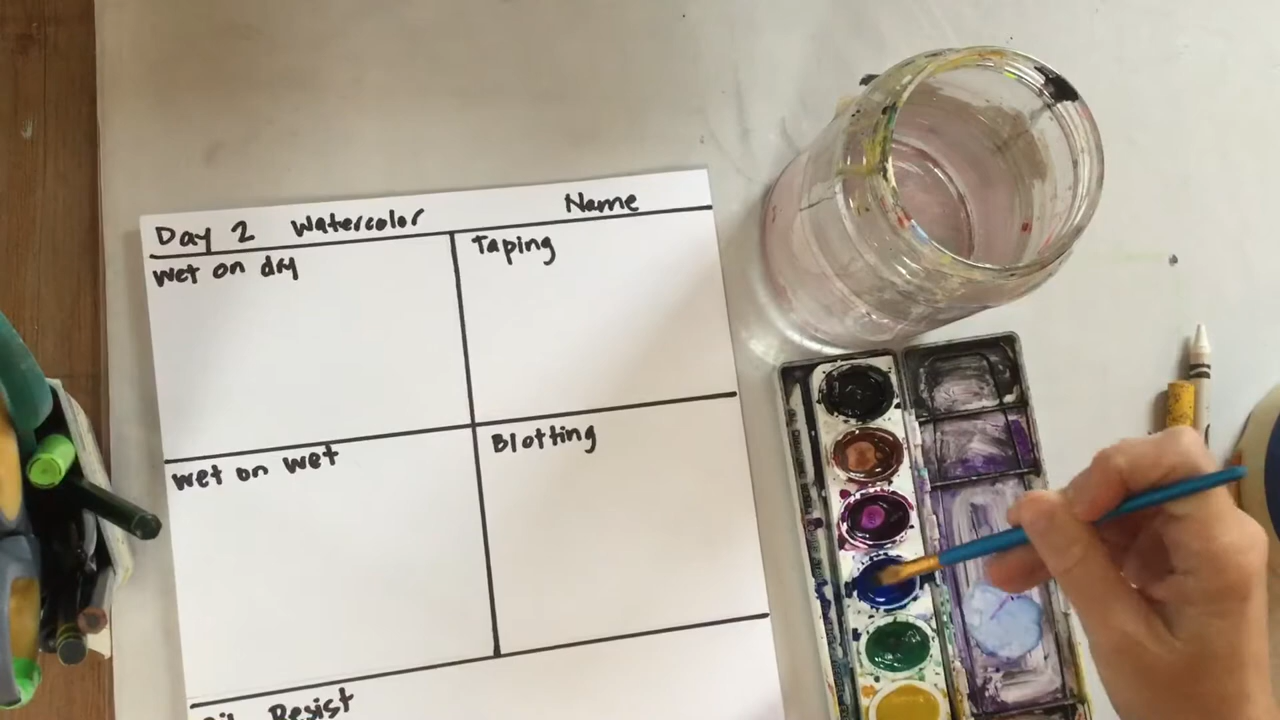 Day 2 Watercolor Name
Wet on dry
Taping
Wet on wet
Blotting
Resist